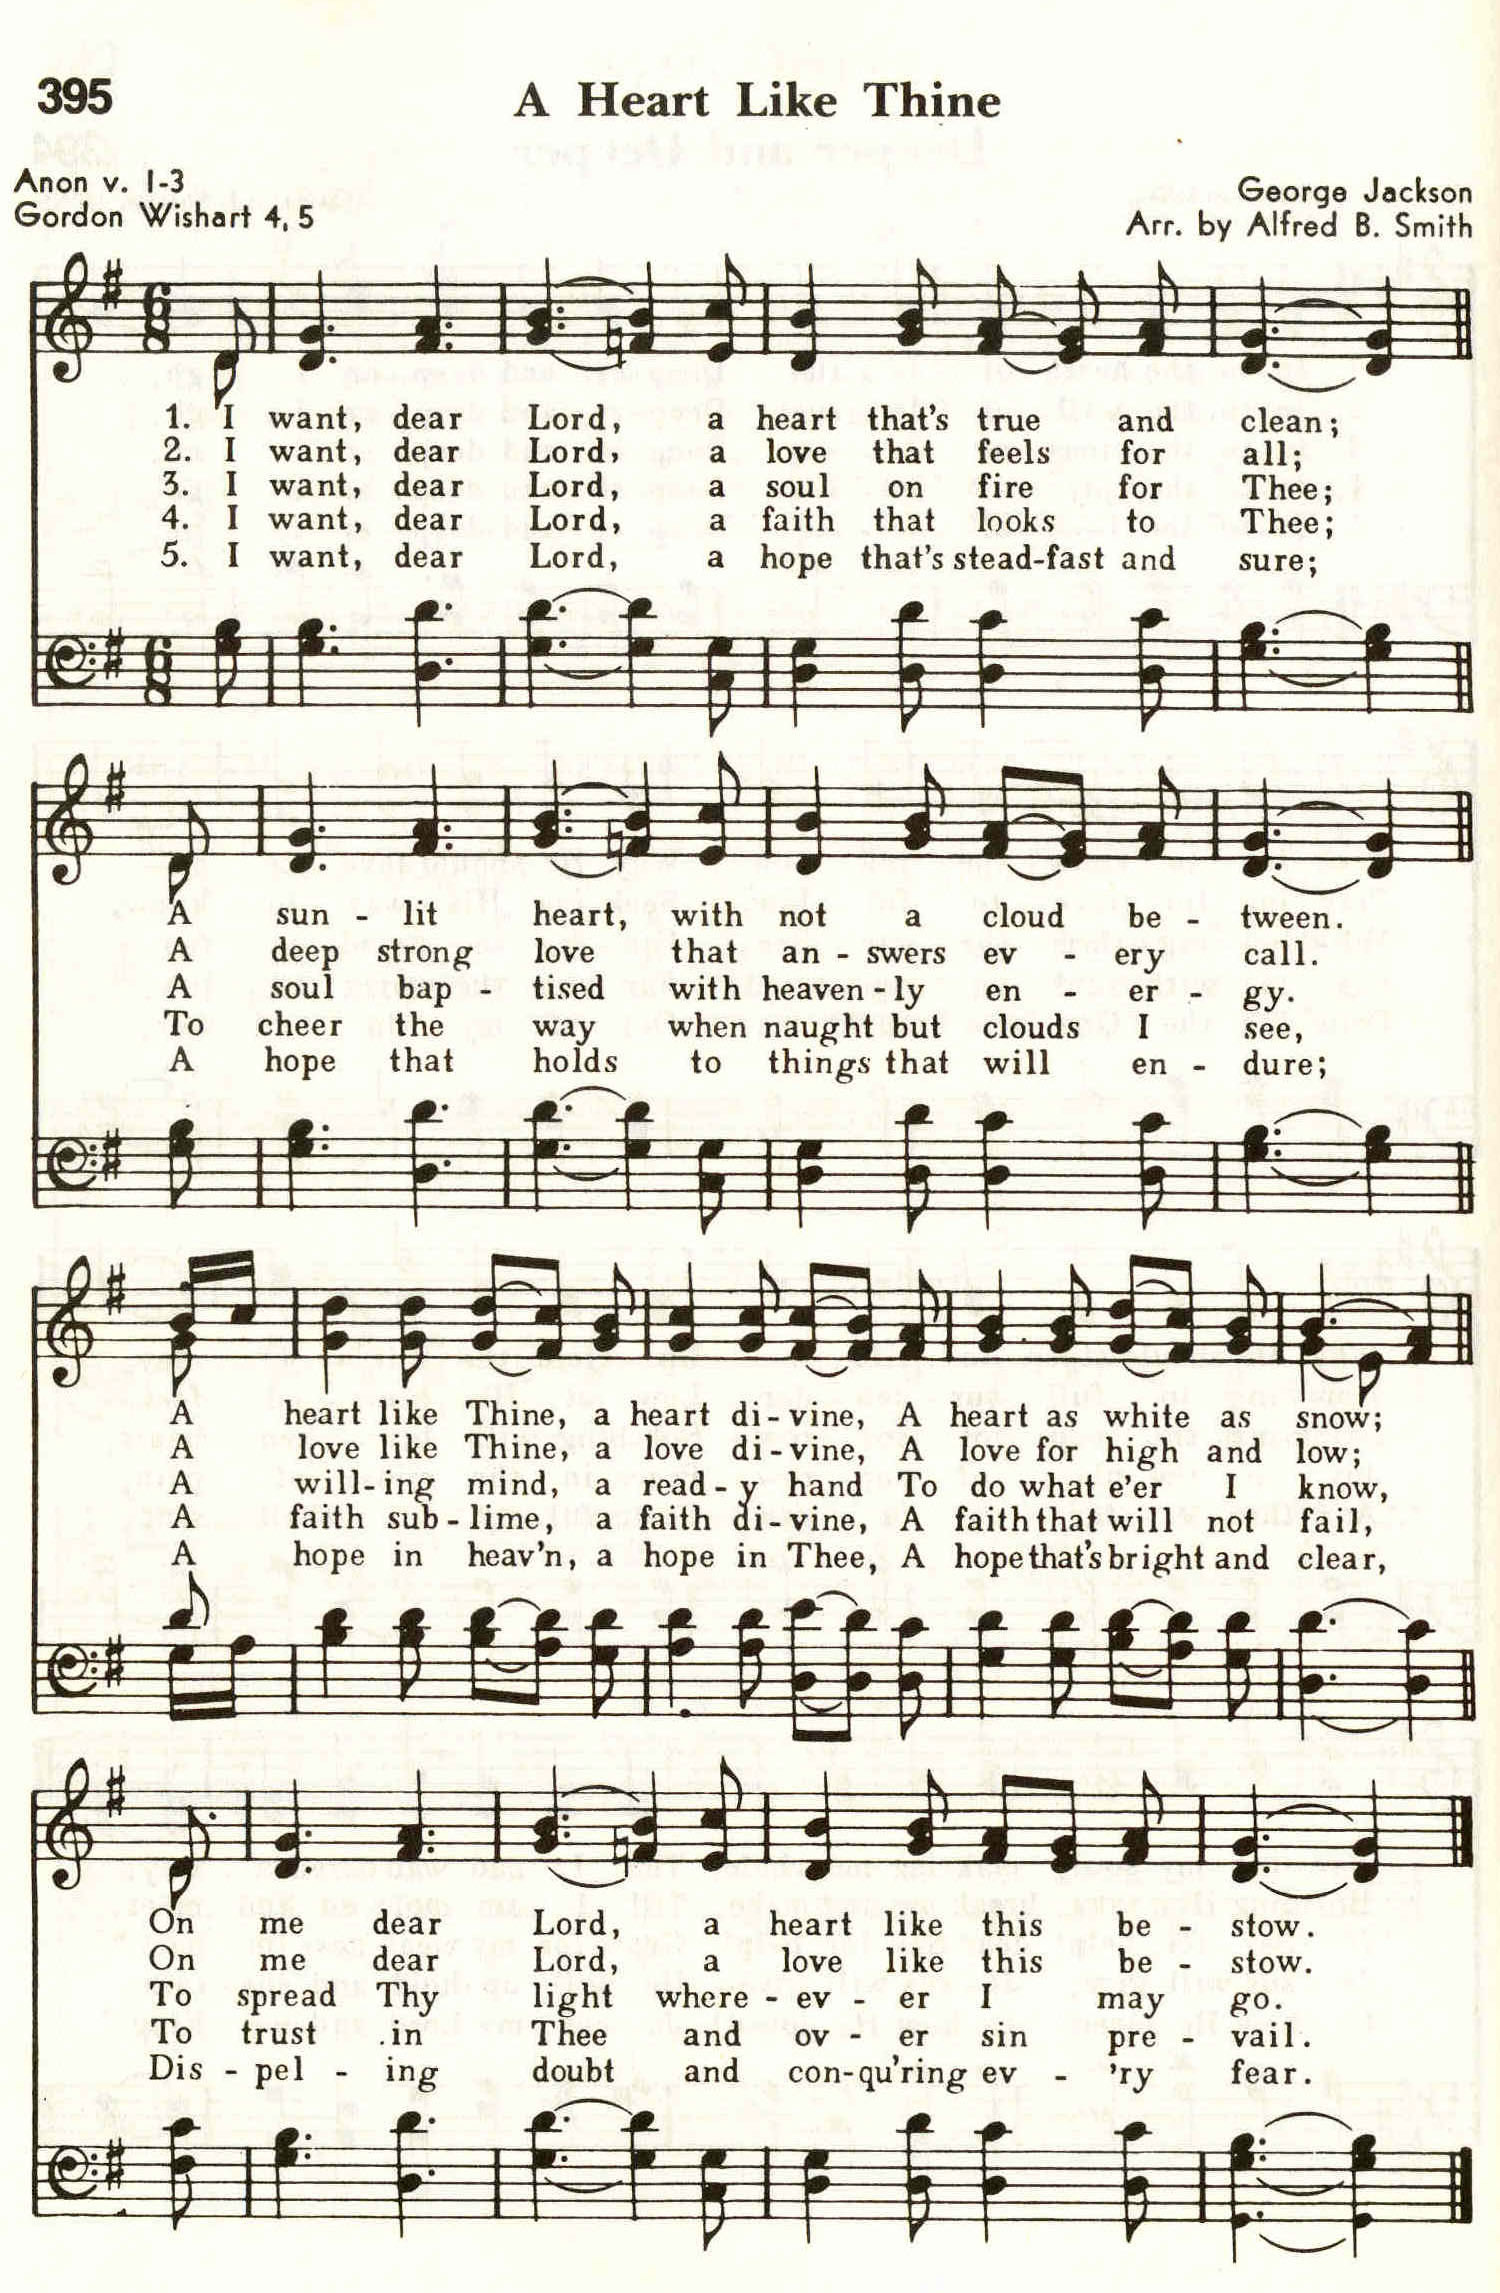 395
A Heart Like Thine
Anon v. 1-3
Gordon Wishart 4, 5
George Jackson
Arr. by Alfred B. Smith
1. I want, dear Lord, a heart that's true and clean;
2. I want, dear Lord, a love that feels for all;
3. I want, dear Lord, a soul on fire for Thee;
4. I want, dear Lord, a faith that looks to Thee;
5. I want, dear Lord, a hope that's stead-fast and sure;
A sun - lit heart, with not a cloud be - tween.
A deep strong love that an - swers ev - ery call.
A soul bap - tised with heaven - ly en - er - gy.
To cheer the way when naught but clouds I see,
A hope that holds to things that will en - dure;
A heart like Thine, a heart di - vine, A heart as white as snow;
A love like Thine, a love di - vine, A love for high and low;
A will - ing mind, a read - y hand To do what e'er I know,
A faith sub - lime, a faith di - vine, A faith that will not fail,
A hope in heav'n, a hope in Thee, A hope that's bright and clear,
On me dear Lord, a heart like this be - stow.
On me dear Lord, a love like this be - stow.
To spread Thy light where - ev - er I may go.
To trust in Thee and ov - er sin pre - vail.
Dis - pel - ing doubt and con-qu'ring ev - 'ry fear.